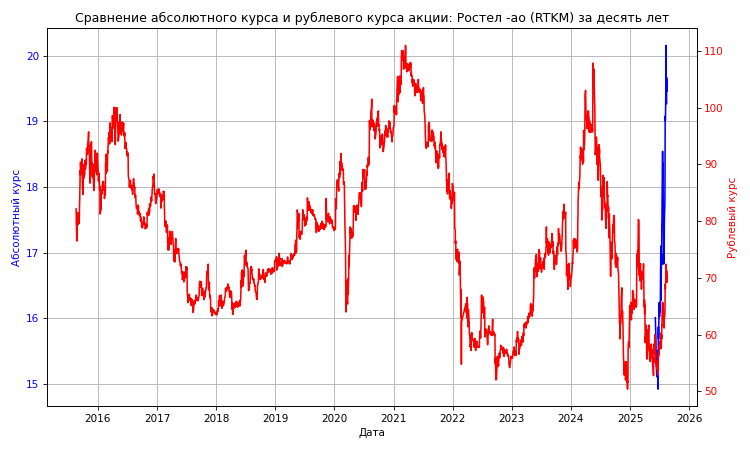 Сравнение абсолютного курса и рублевого курса акции: Ростел -ао (RTKM) за десять лет
20
19
18
17
16
15
Абсолютный курс
110
100
90
80
70
60
50
Рублевый курс
2016 2017 2018 2019 2020 2021 2022 2023 2024 2025 2026
Дата